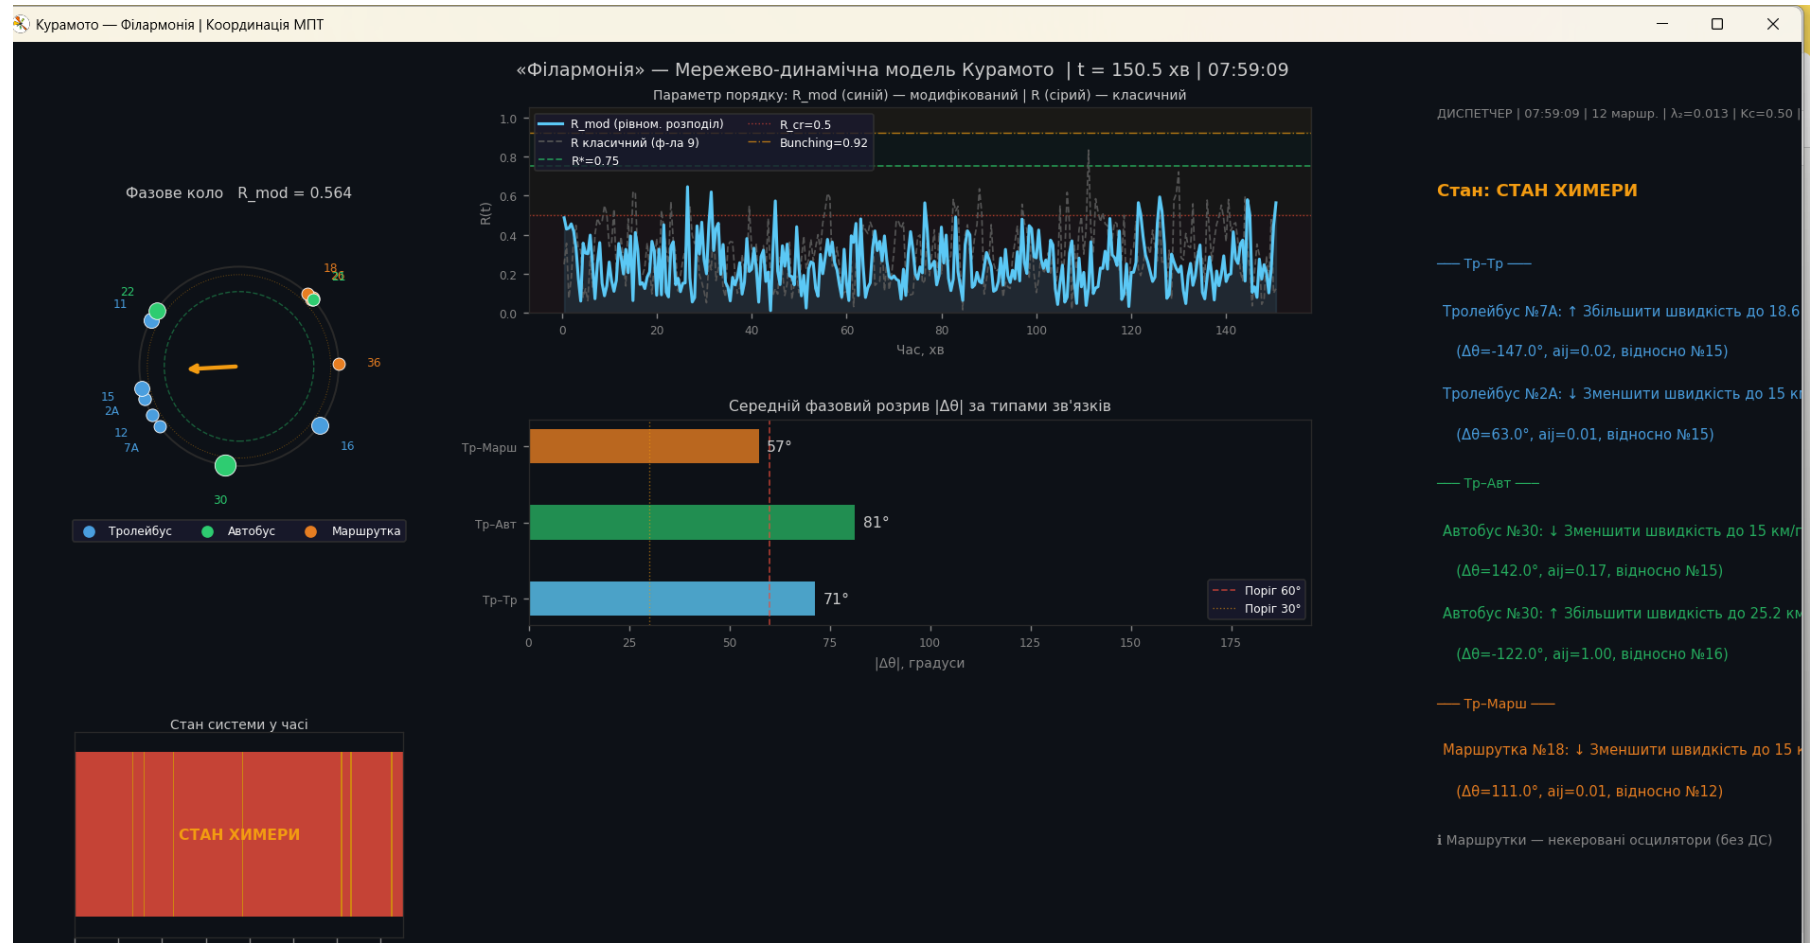 Курамото — Філармонія | Координація МПТ
«Філармонія» — Мережево-динамічна модель Курамото | t = 150.5 хв | 07:59:09
Параметр порядку: R_mod (синій) — модифікований | R (сірий) — класичний
R_mod (рівном. розподіл)
R класичний (ф-ла 9)
R*=0.75
R_cr=0.5
Bunching=0.92
1.0
0.8
0.6
0.4
0.2
0.0
R(t)
0 20 40 60 80 100 120 140
Час, хв
Фазове коло R_mod = 0.564
18
22
11
36
15
2А
12
7А
16
30
Тролейбус Автобус Маршрутка
Середній фазовий розрив |Δθ| за типами зв'язків
Тр–Марш 57°
Тр–Авт 81°
Тр–Тр 71°
Поріг 60°
Поріг 30°
0 25 50 75 100 125 150 175
|Δθ|, градуси
Стан системи у часі
СТАН ХИМЕРИ
ДИСПЕТЧЕР | 07:59:09 | 12 маршр. | λ₂=0.013 | Kc=0.50 |
Стан: СТАН ХИМЕРИ
—— Тр–Тр ——
Тролейбус №7А: ↑ Збільшити швидкість до 18.6
(Δθ=-147.0°, aij=0.02, відносно №15)
Тролейбус №2А: ↓ Зменшити швидкість до 15
(Δθ=63.0°, aij=0.01, відносно №15)
—— Тр–Авт ——
Автобус №30: ↓ Зменшити швидкість до 15 км/г
(Δθ=142.0°, aij=0.17, відносно №15)
Автобус №30: ↑ Збільшити швидкість до 25.2 км
(Δθ=-122.0°, aij=1.00, відносно №16)
—— Тр–Марш ——
Маршрутка №18: ↓ Зменшити швидкість до 15
(Δθ=111.0°, aij=0.01, відносно №12)
ℹ Маршрутки — некеровані осцилятори (без ДС)